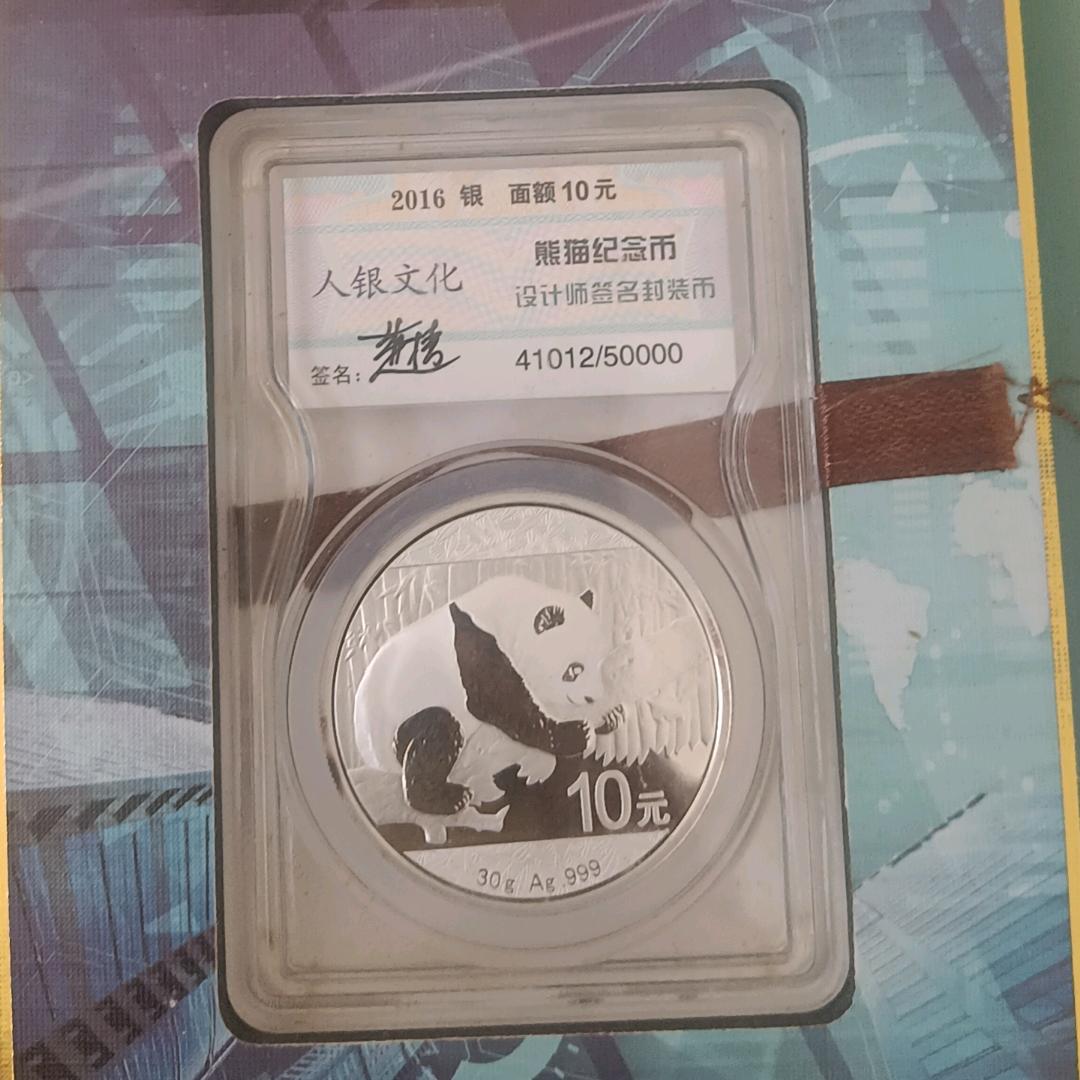 2016 银 面额10元
熊猫纪念币
人银文化
设计师签名封装币
签名：
41012/50000
10元
30g Ag .999